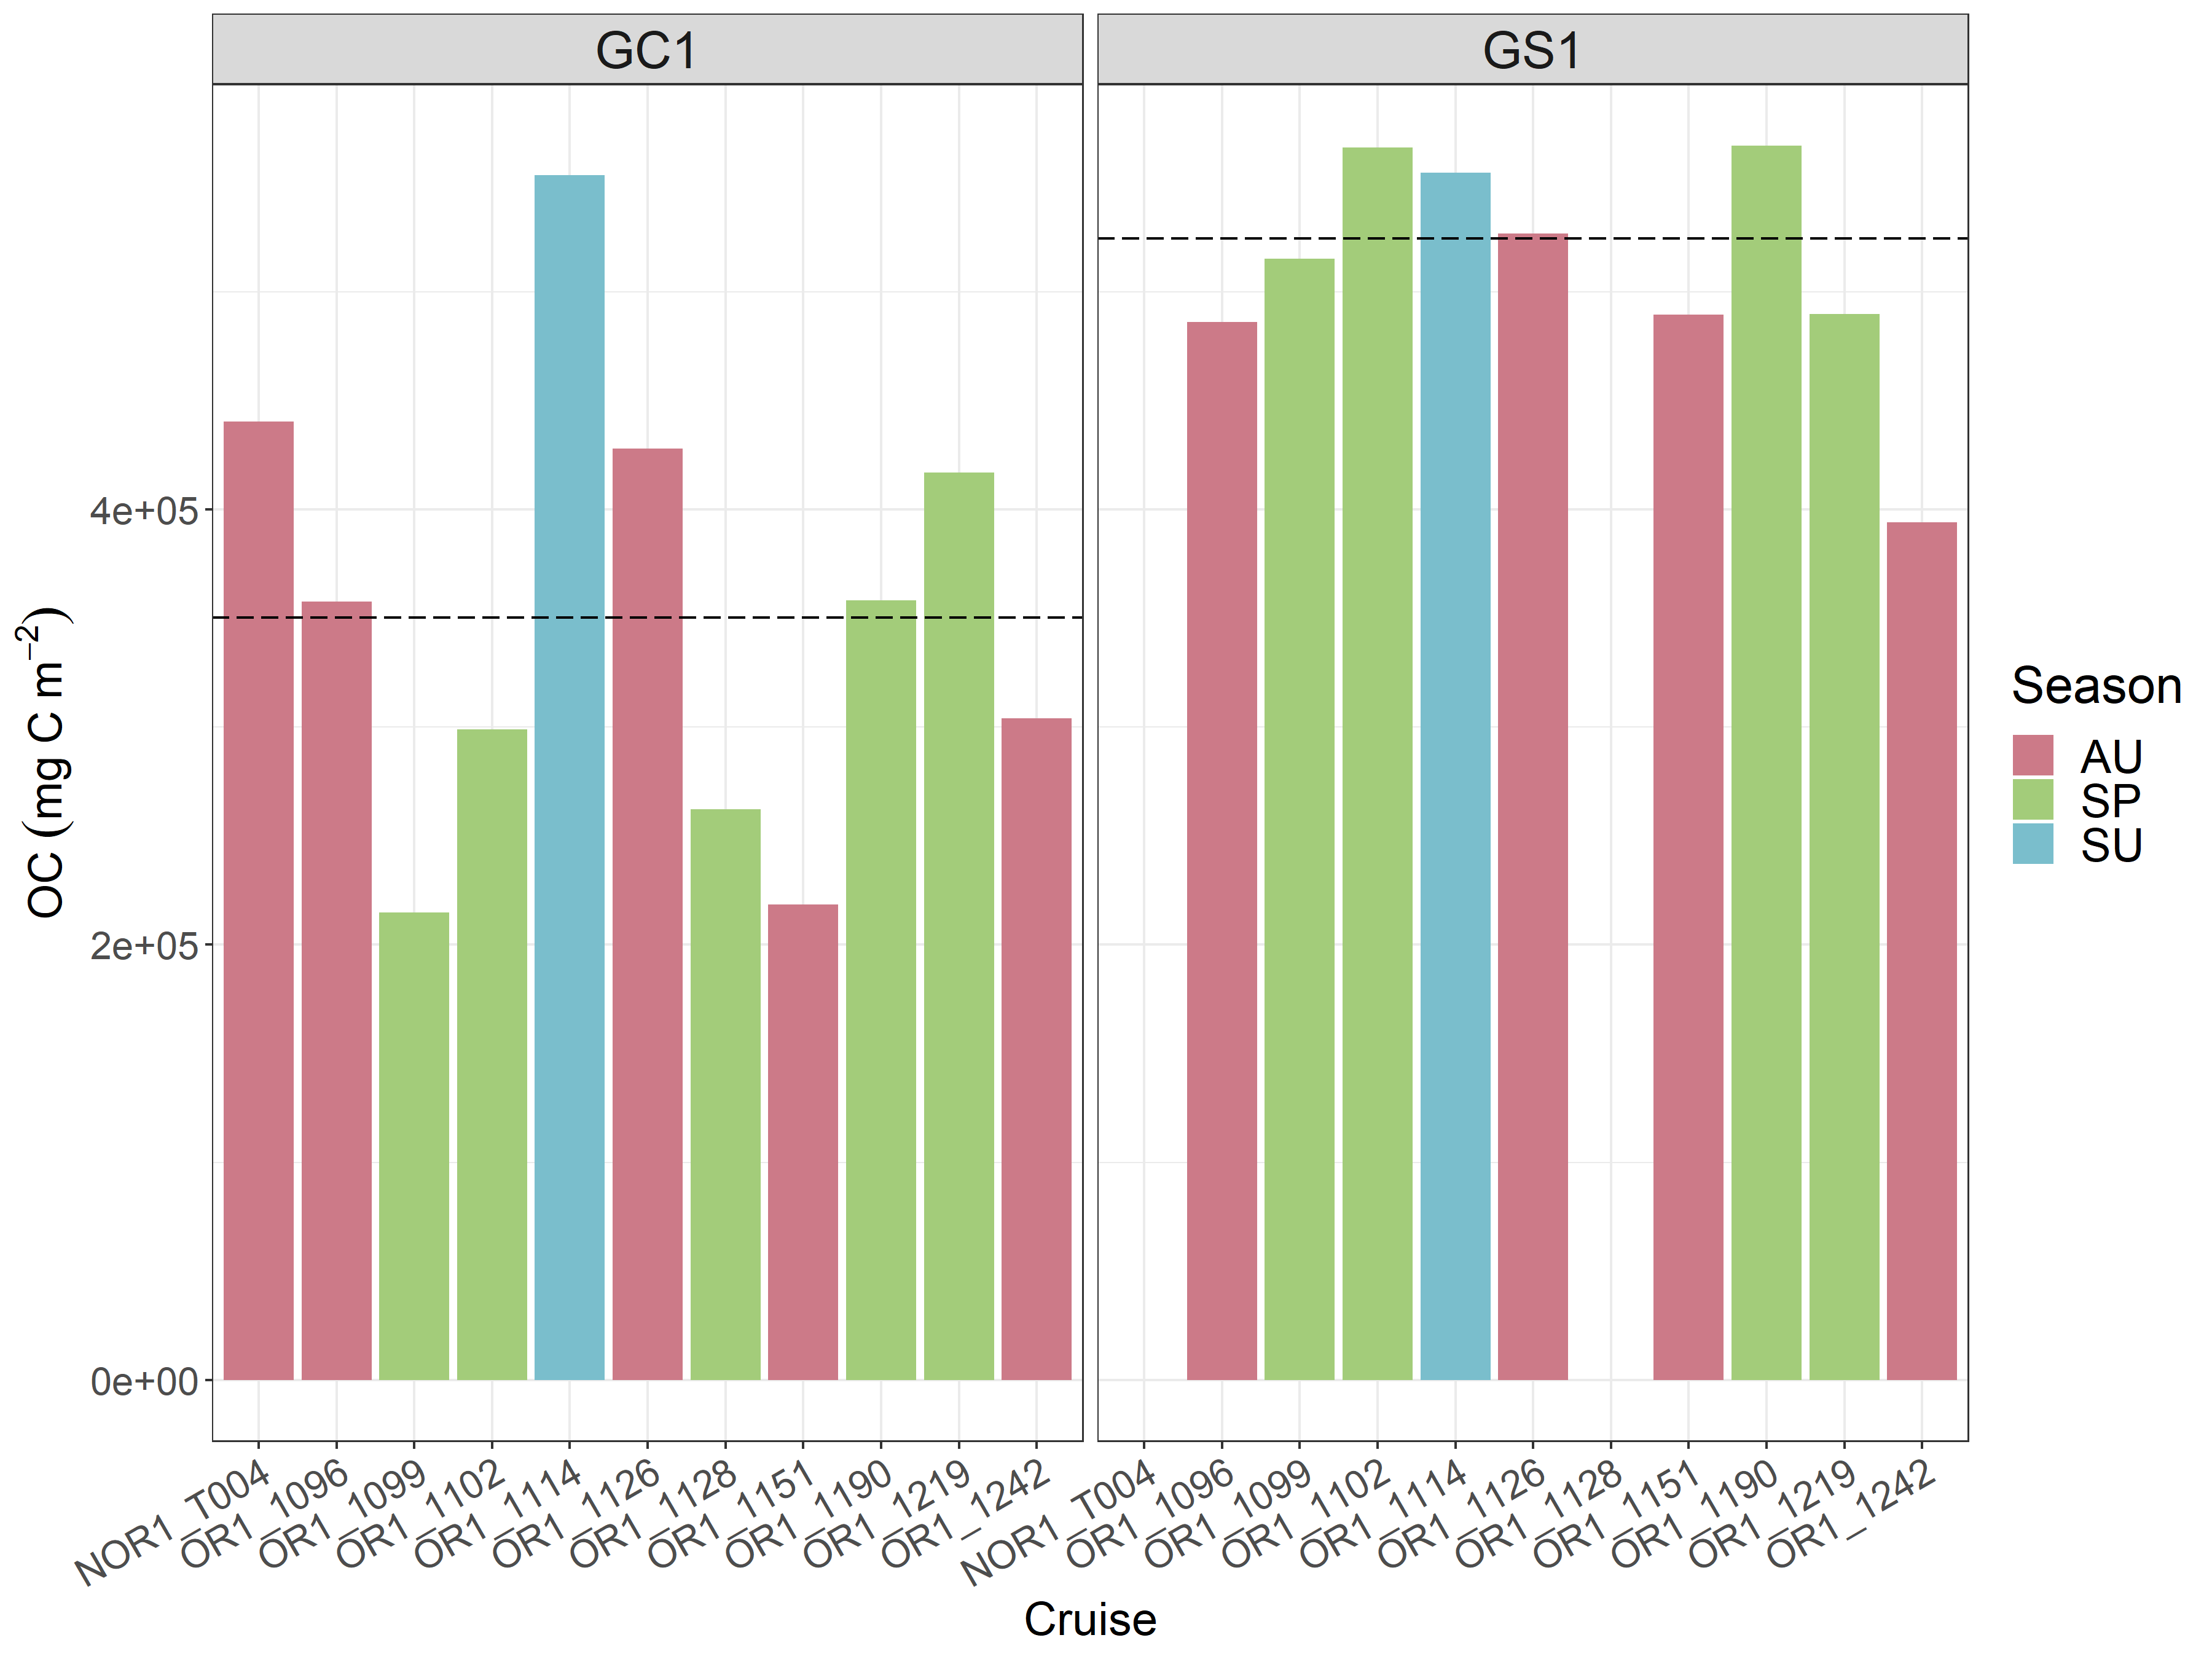 GC1 GS1
4e+05
2e+05
0e+00
OC (mg C m⁻²)
NOR1_T004 OR1_1096 OR1_1099 OR1_1102 OR1_1114 OR1_1126 OR1_1128 OR1_1151 OR1_1190 OR1_1219 OR1_1242
NOR1_T004 OR1_1096 OR1_1099 OR1_1102 OR1_1114 OR1_1126 OR1_1128 OR1_1151 OR1_1190 OR1_1219 OR1_1242
Cruise
Season
AU
SP
SU